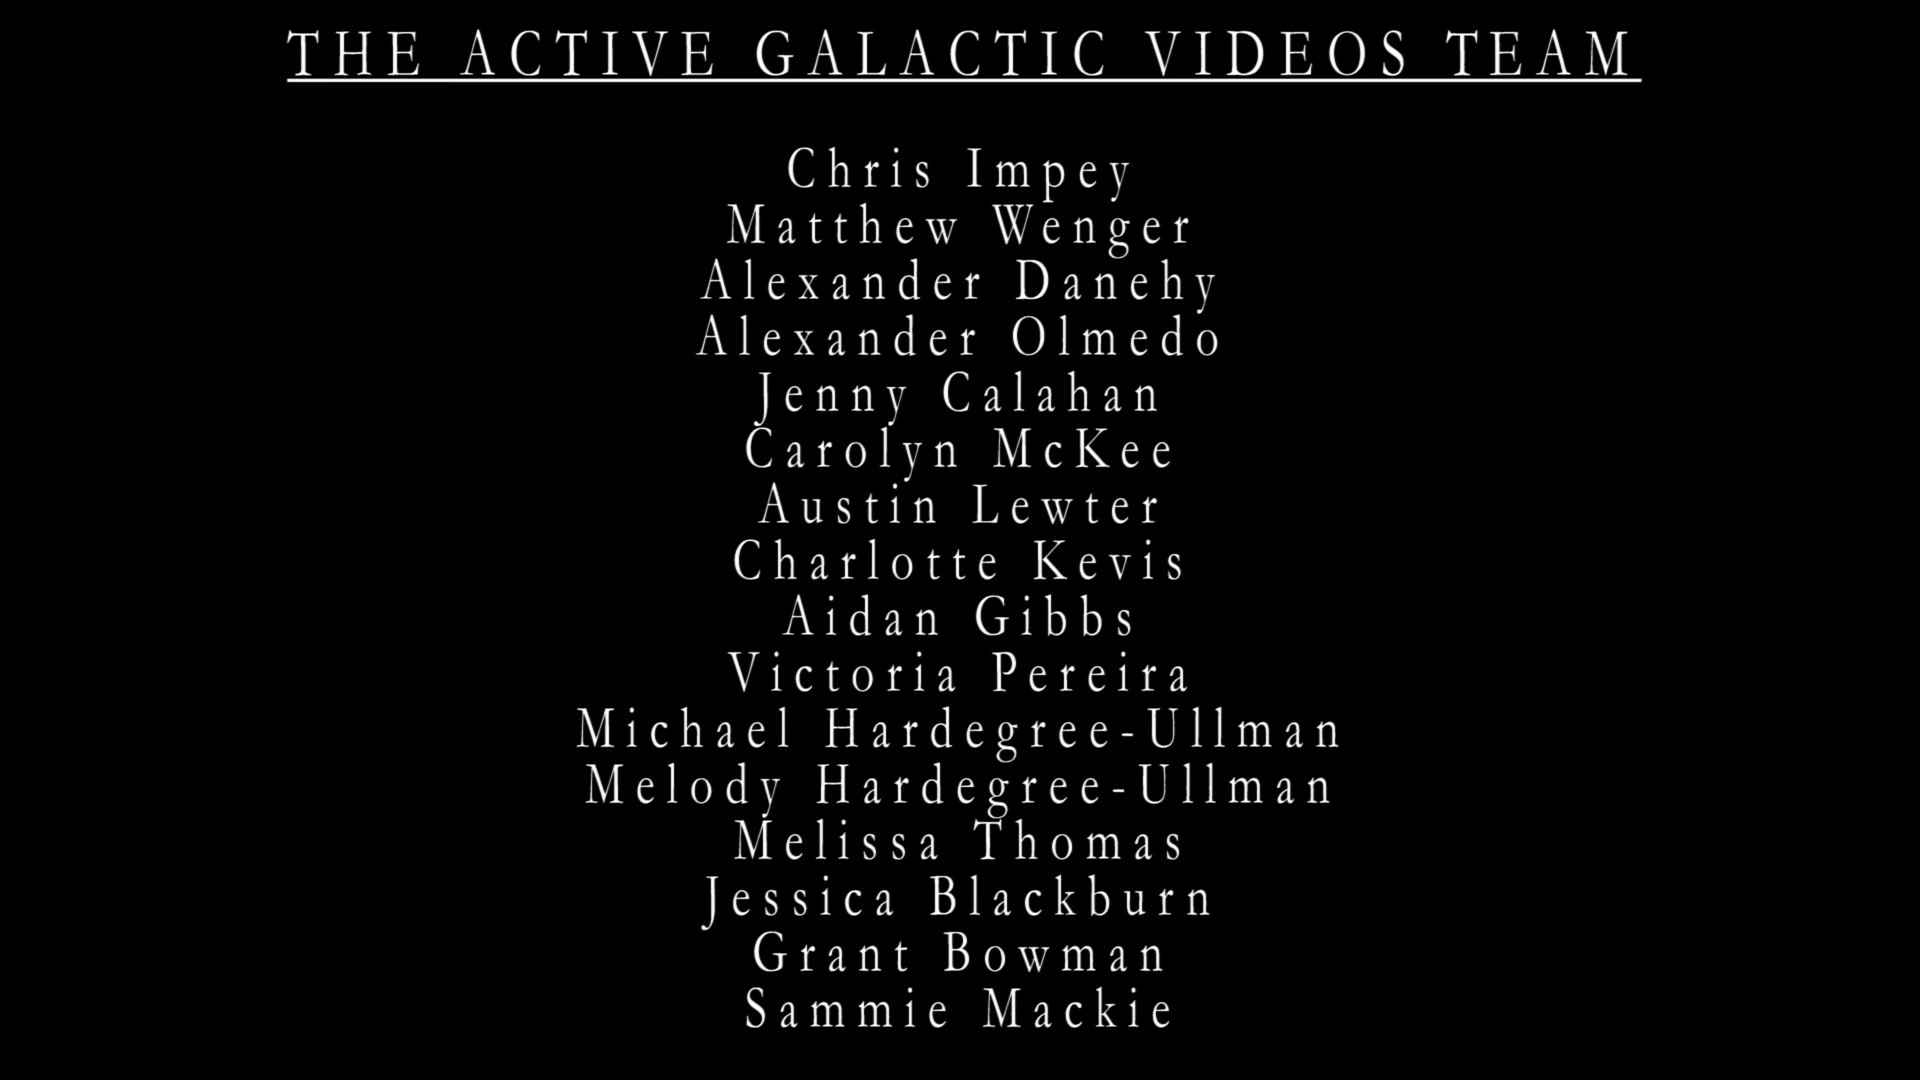 THE ACTIVE GALACTIC VIDEOS TEAM
Chris Impey
Matthew Wenger
Alexander Danehy
Alexander Olmedo
Jenny Calahan
Carolyn McKee
Austin Lewter
Charlotte Kevis
Aidan Gibbs
Victoria Pereira
Michael Hardegree-Ullman
Melody Hardegree-Ullman
Melissa Thomas
Jessica Blackburn
Grant Bowman
Sammie Mackie